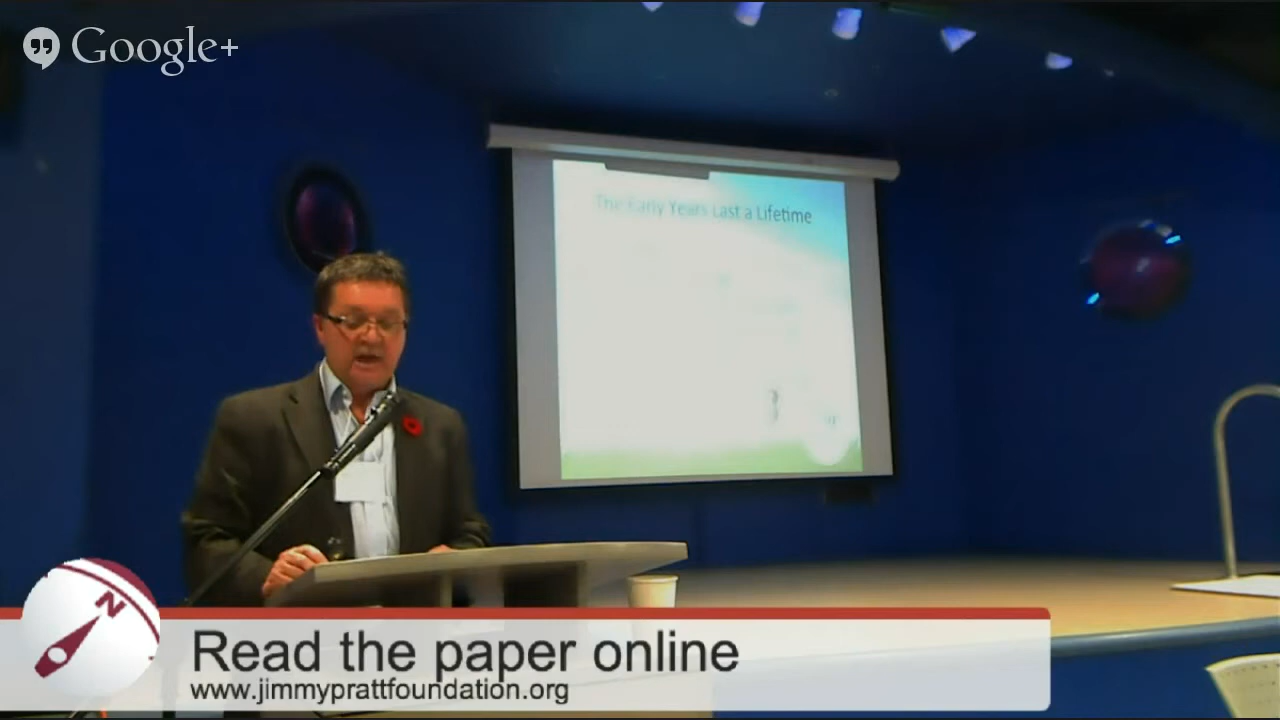 Google+
The Early Years Last a Lifetime
N
Read the paper online
www.jimmyprattfoundation.org